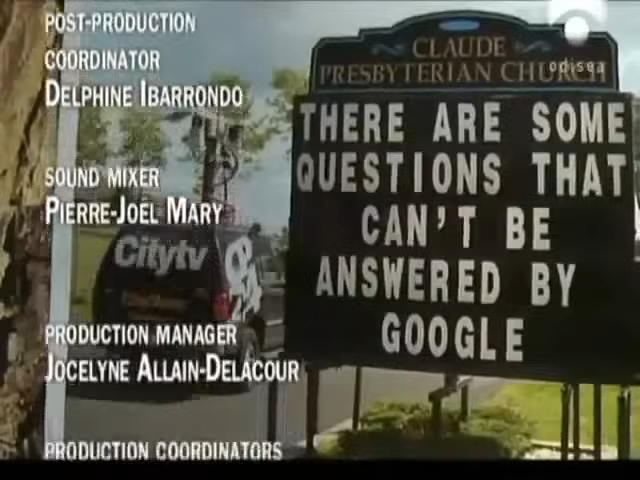 POST-PRODUCTION
COORDINATOR
DELPHINE IBARRONDO
SOUND MIXER
PIERRE-JOEL MARY
PRODUCTION MANAGER
JOCELYNE ALLAIN-DELACOUR
PRODUCTION COORDINATORS
Citytv
CLAUDE
PRESBYTERIAN CHURCH
odisea
THERE ARE SOME
QUESTIONS THAT
CAN'T BE
ANSWERED BY
GOOGLE